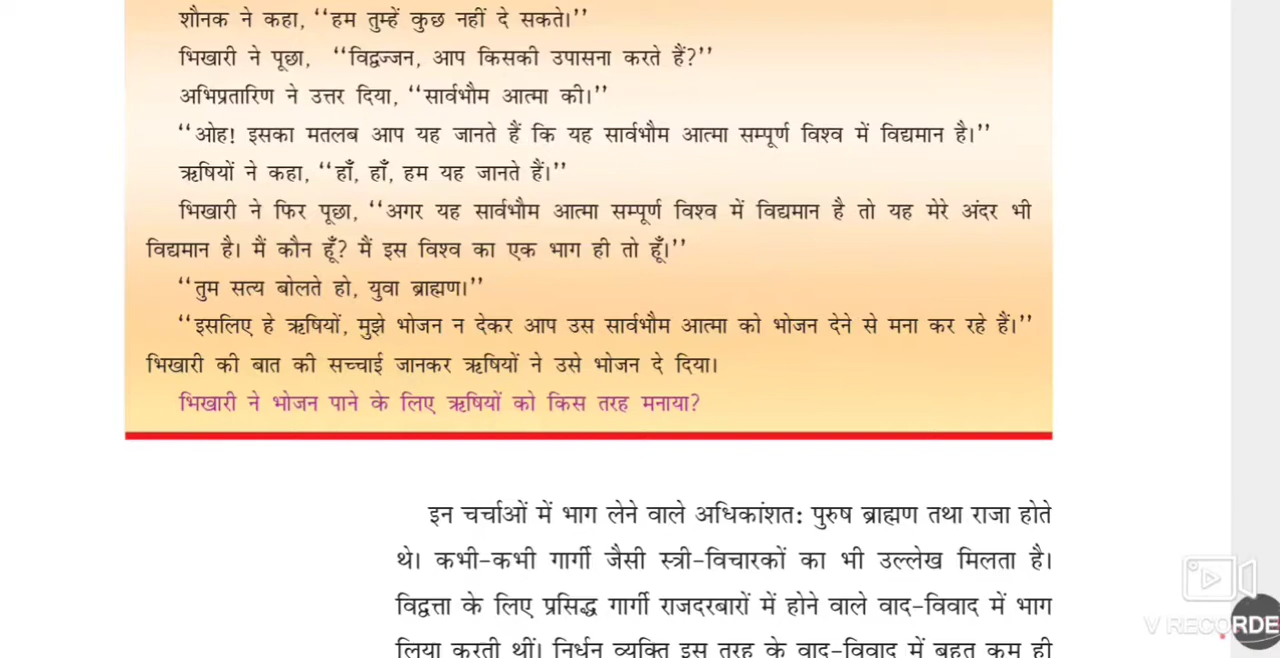 शौनक ने कहा, ‘‘हम तुम्हें कुछ नहीं दे सकते।’’
भिखारी ने पूछा, ‘‘विद्वज्जन, आप किसकी उपासना करते हैं?’’
अभिप्रतारिण ने उत्तर दिया, ‘‘सार्वभौम आत्मा की।’’
‘‘ओह! इसका मतलब आप यह जानते हैं कि यह सार्वभौम आत्मा सम्पूर्ण विश्व में विद्यमान है।’’
ऋषियों ने कहा, ‘‘हाँ, हाँ, हम यह जानते हैं।’’
भिखारी ने फिर पूछा, ‘‘अगर यह सार्वभौम आत्मा सम्पूर्ण विश्व में विद्यमान है तो यह मेरे अंदर भी
विद्यमान है। मैं कौन हूँ? मैं इस विश्व का एक भाग ही तो हूँ।’’
‘‘तुम सत्य बोलते हो, युवा ब्राह्मण।’’
‘‘इसलिए हे ऋषियों, मुझे भोजन न देकर आप उस सार्वभौम आत्मा को भोजन देने से मना कर रहे हैं।’’
भिखारी की बात की सच्चाई जानकर ऋषियों ने उसे भोजन दे दिया।
भिखारी ने भोजन पाने के लिए ऋषियों को किस तरह मनाया?
इन चर्चाओं में भाग लेने वाले अधिकांशत: पुरुष ब्राह्मण तथा राजा होते
थे। कभी-कभी गार्गी जैसी स्त्री-विचारकों का भी उल्लेख मिलता है।
विद्वत्ता के लिए प्रसिद्ध गार्गी राजदरबारों में होने वाले वाद-विवाद में भाग
लिया करती थीं। निर्धन व्यक्ति इस तरह के वाद-विवाद में बहुत कम ही
V RECORDE